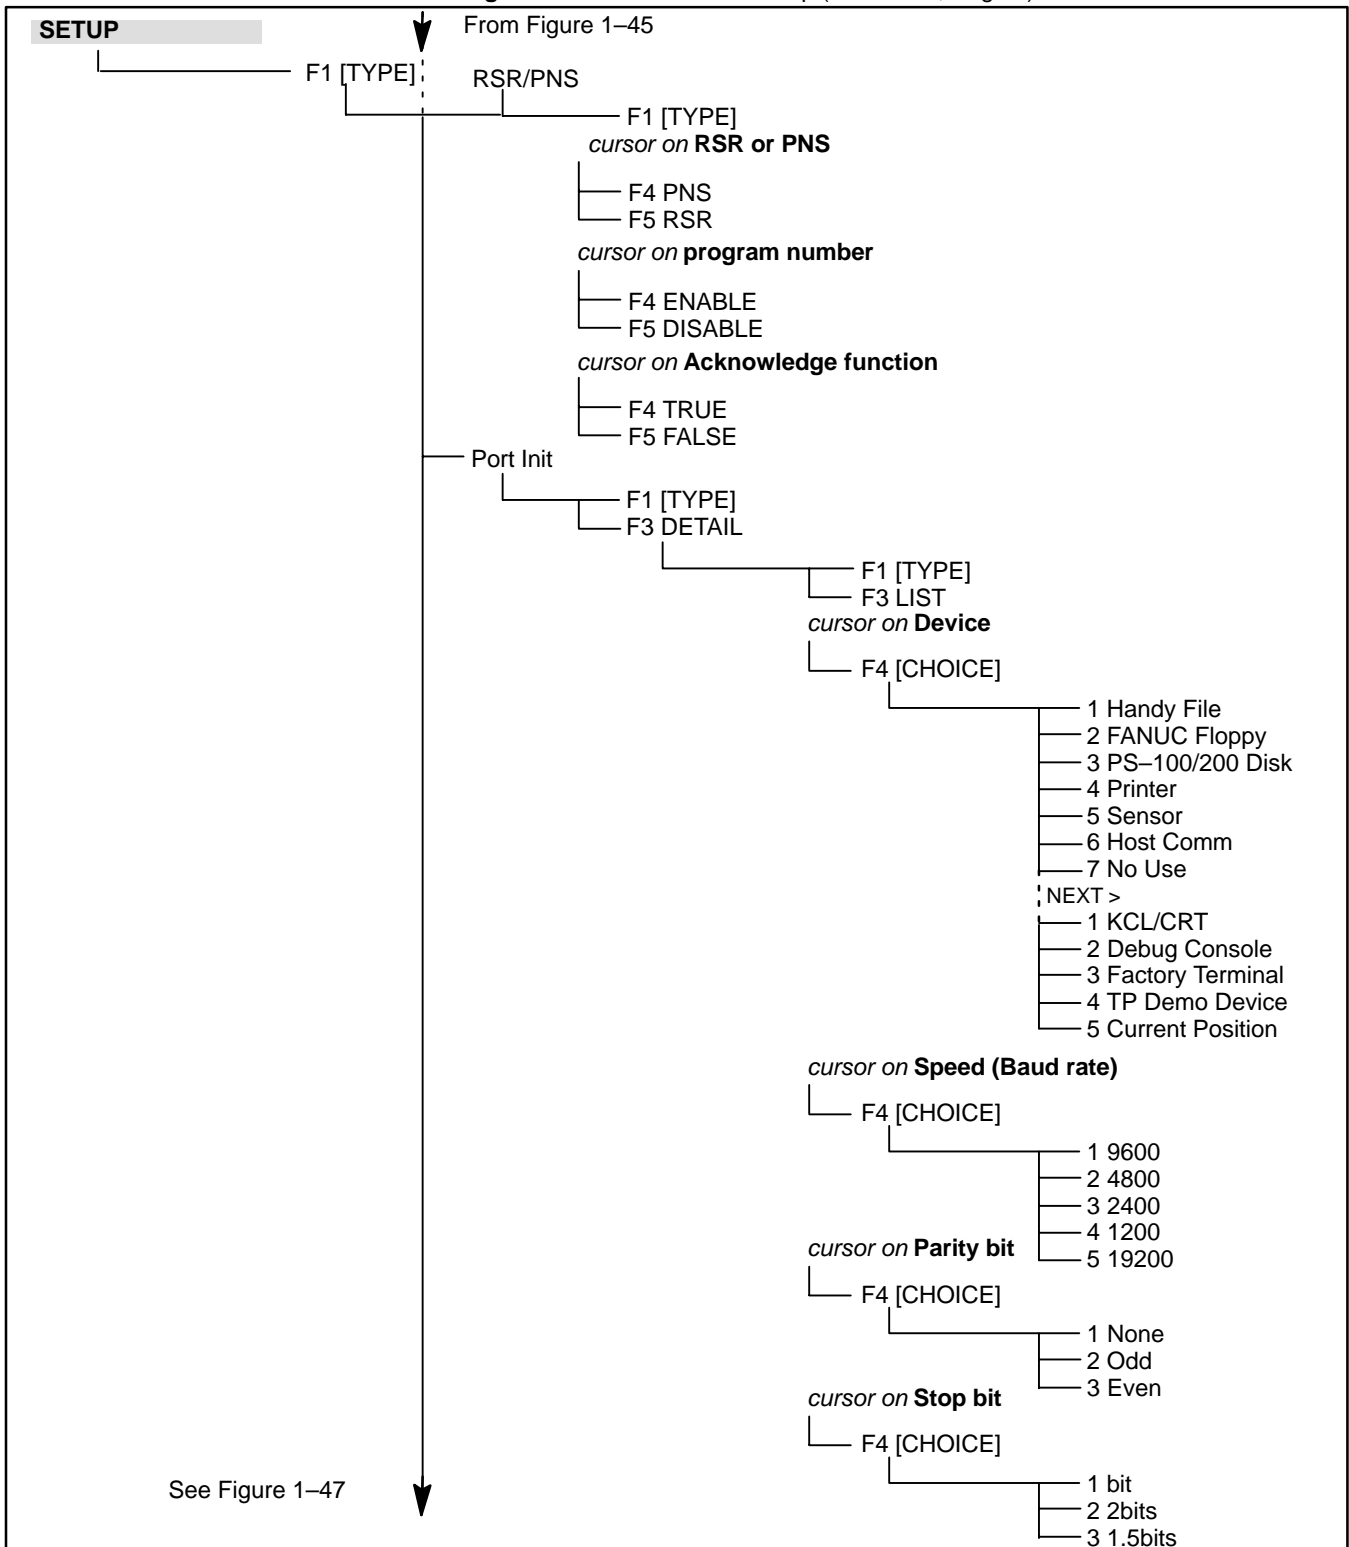 SETUP
From Figure 1–45
F1 [TYPE]
RSR/PNS
F1 [TYPE]
cursor on RSR or PNS
F4 PNS
F5 RSR
cursor on program number
F4 ENABLE
F5 DISABLE
cursor on Acknowledge function
F4 TRUE
F5 FALSE
Port Init
F1 [TYPE]
F3 DETAIL
F1 [TYPE]
F3 LIST
cursor on Device
F4 [CHOICE]
1 Handy File
2 FANUC Floppy
3 PS–100/200 Disk
4 Printer
5 Sensor
6 Host Comm
7 No Use
NEXT >
1 KCL/CRT
2 Debug Console
3 Factory Terminal
4 TP Demo Device
5 Current Position
cursor on Speed (Baud rate)
F4 [CHOICE]
1 9600
2 4800
3 2400
4 1200
5 19200
cursor on Parity bit
F4 [CHOICE]
1 None
2 Odd
3 Even
cursor on Stop bit
F4 [CHOICE]
1 bit
2 2bits
3 1.5bits
See Figure 1–47